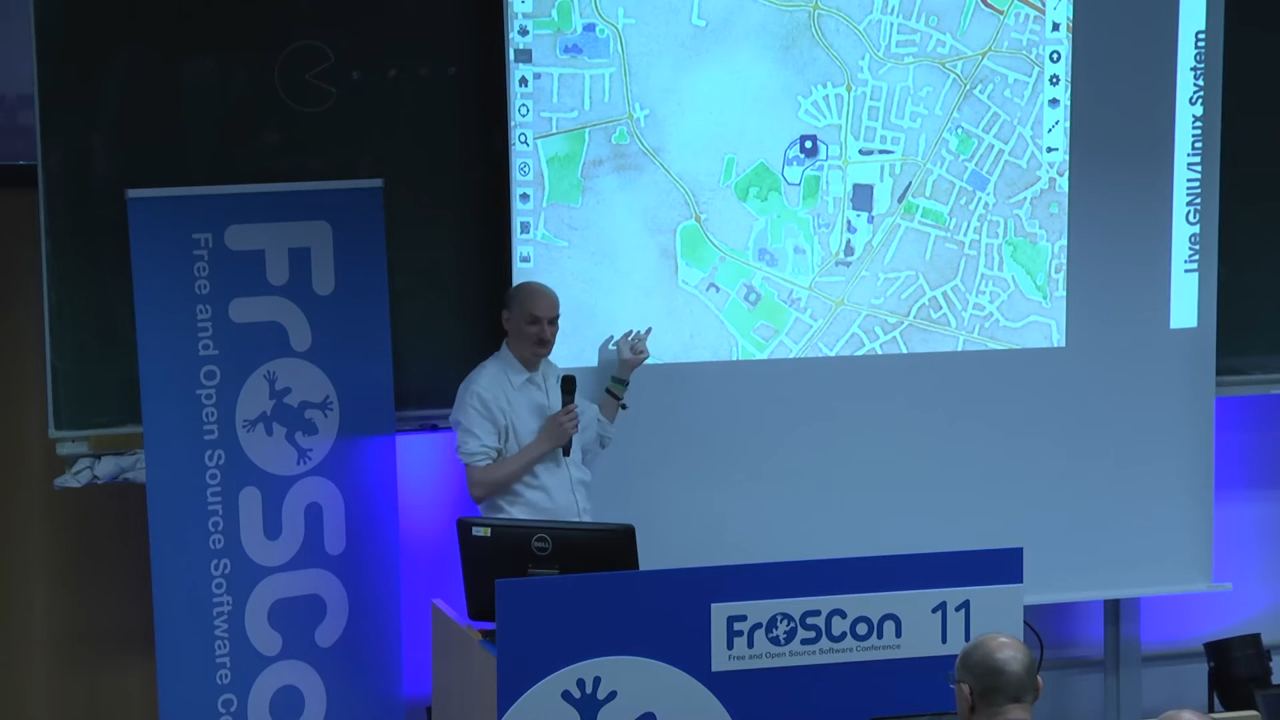 Live GNU/Linux System
FrOSCo
Free and Open Source Software Co
DELL
FrOSCon 11
Free and Open Source Software Conference